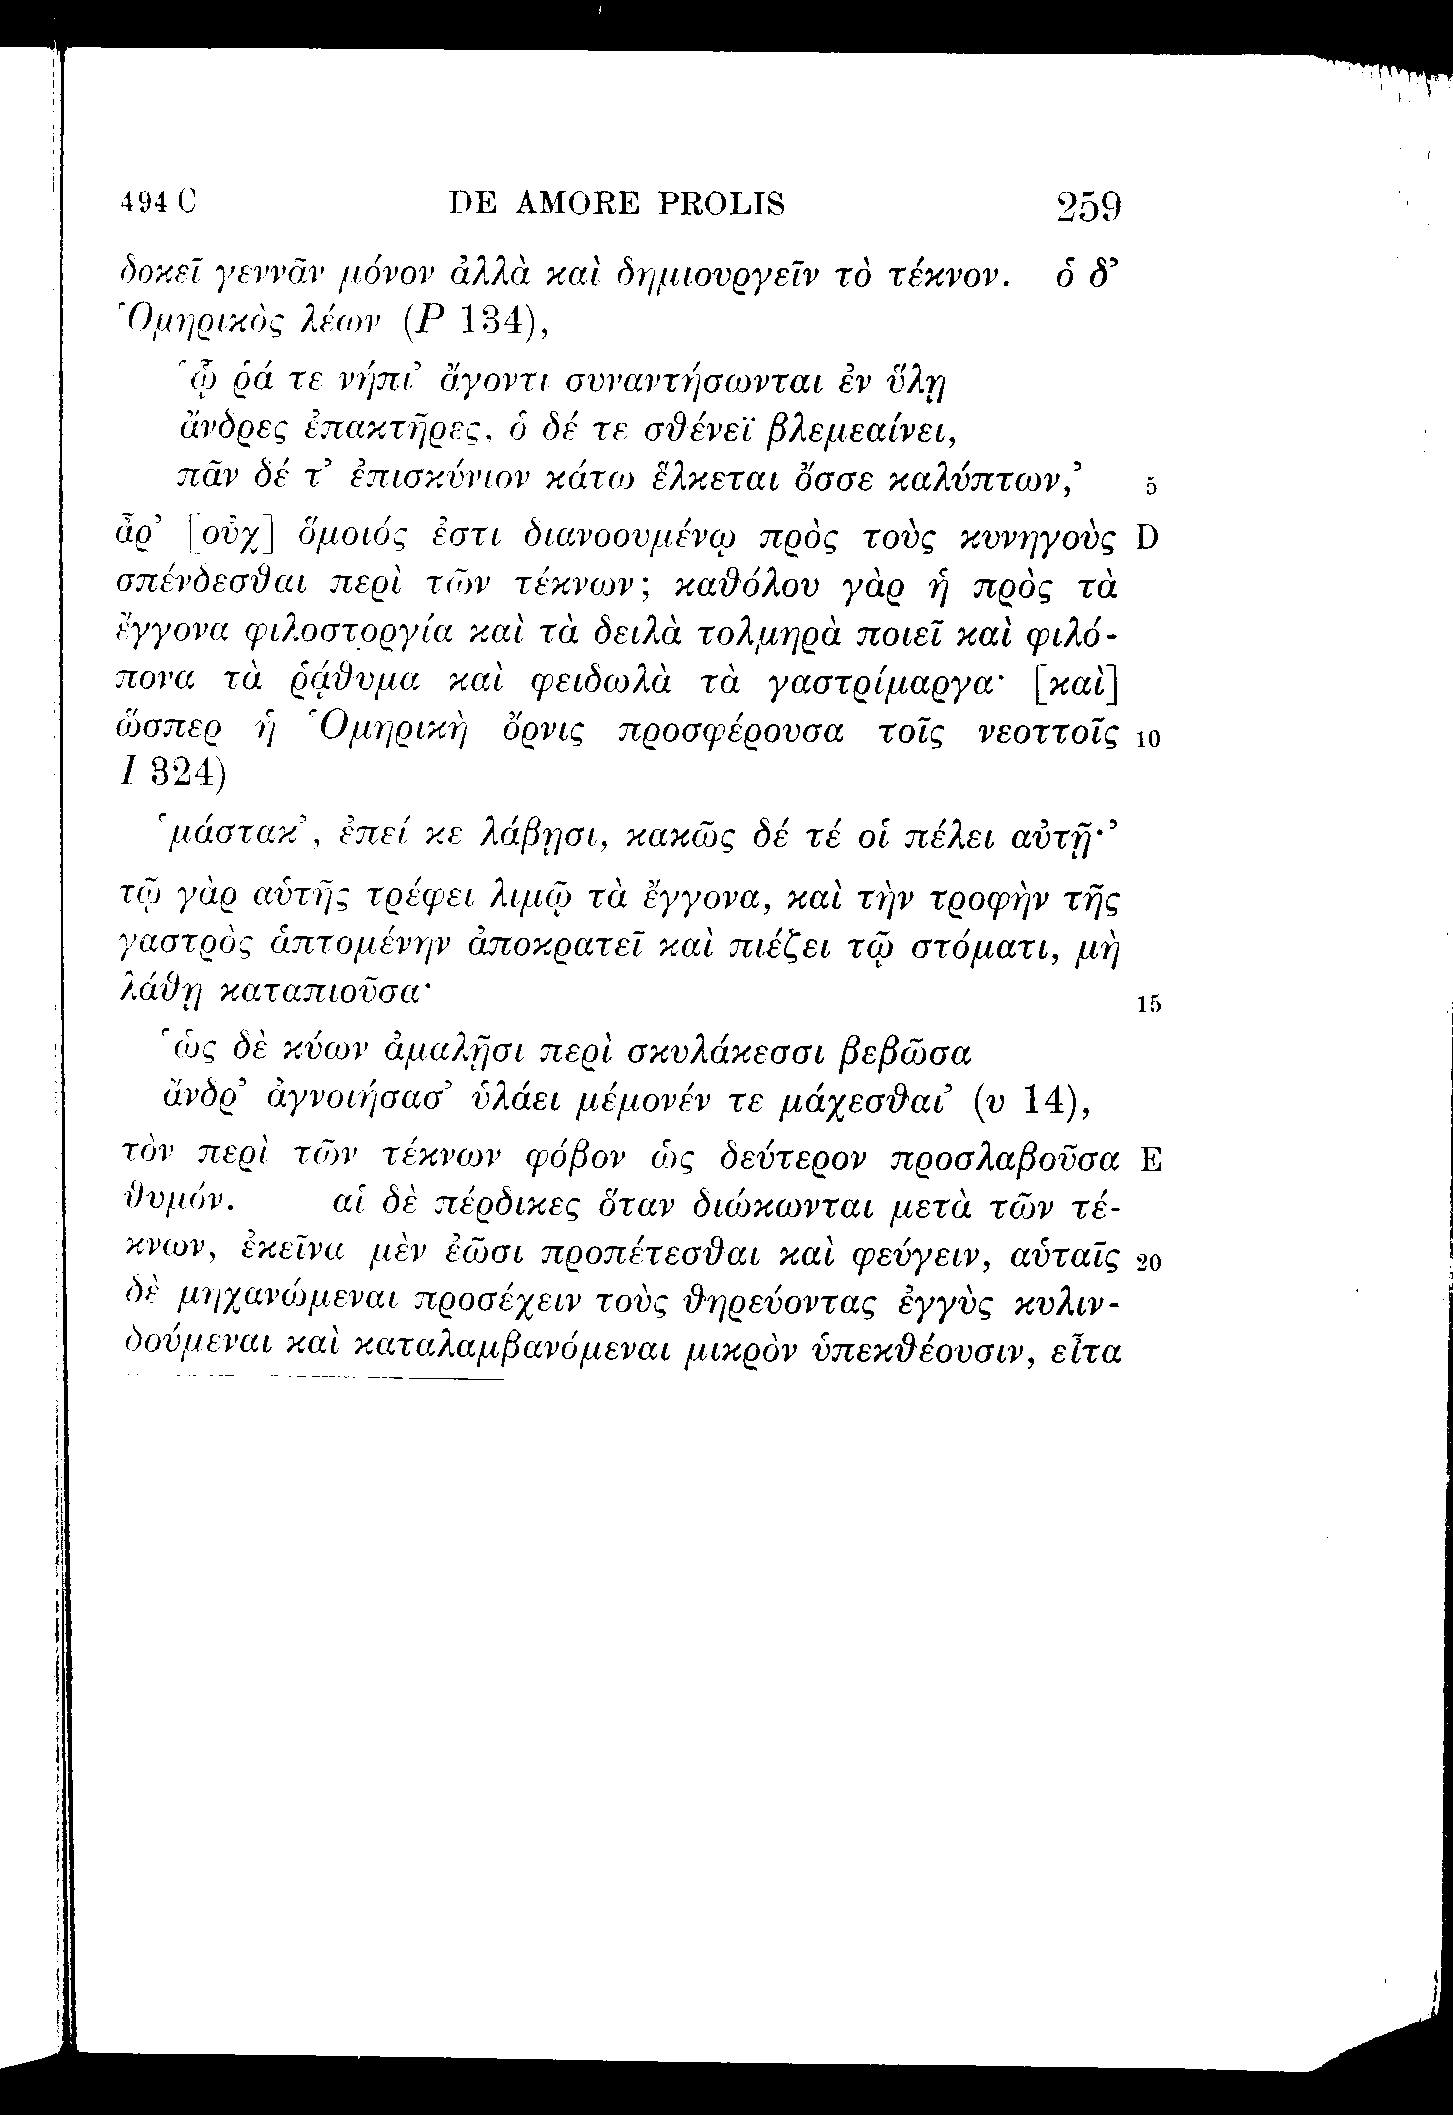 494 C DE AMORE PROLIS 259
δοκεῖ γεννᾶν μόνον ἀλλὰ καὶ δημιουργεῖν τὸ τέκνον. ὁ δ’
Ὁμηρικὸς λέων (P 134),
‘ᾧ ῥά τε νήπι’ ἄγοντι συναντήσωνται ἐν ὕλῃ
ἄνδρες ἐπακτῆρες, ὁ δέ τε σθένεϊ βλεμεαίνει,
πᾶν δέ τ’ ἐπισκύνιον κάτω ἕλκεται ὄσσε καλύπτων,’ 5
ἆρ’ [οὐχ] ὅμοιός ἐστι διανοουμένῳ πρὸς τοὺς κυνηγοὺς D
σπένδεσθαι περὶ τῶν τέκνων; καθόλου γὰρ ἡ πρὸς τὰ
ἔγγονα φιλοστοργία καὶ τὰ δειλὰ τολμηρὰ ποιεῖ καὶ φιλό-
πονα τὰ ῥᾴθυμα καὶ φειδωλὰ τὰ γαστρίμαργα· [καὶ]
ὥσπερ ἡ Ὁμηρικὴ ὄρνις προσφέρουσα τοῖς νεοττοῖς 10
I 324)
‘μάστακ’, ἐπεί κε λάβῃσι, κακῶς δέ τέ οἱ πέλει αὐτῇ·’
τῷ γὰρ αὑτῆς τρέφει λιμῷ τὰ ἔγγονα, καὶ τὴν τροφὴν τῆς
γαστρὸς ἁπτομένην ἀποκρατεῖ καὶ πιέζει τῷ στόματι, μὴ
λάθῃ καταπιοῦσα· 15
‘ὡς δὲ κύων ἀμαλῇσι περὶ σκυλάκεσσι βεβῶσα
ἄνδρ’ ἀγνοιήσασ’ ὑλάει μέμονέν τε μάχεσθαι’ (υ 14),
τὸν περὶ τῶν τέκνων φόβον ὡς δεύτερον προσλαβοῦσα E
θυμόν. αἱ δὲ πέρδικες ὅταν διώκωνται μετὰ τῶν τέ-
κνων, ἐκεῖνα μὲν ἐῶσι προπέτεσθαι καὶ φεύγειν, αὑταῖς 20
δὲ μηχανώμεναι προσέχειν τοὺς θηρεύοντας ἐγγὺς κυλιν-
δούμεναι καὶ καταλαμβανόμεναι μικρὸν ὑπεκθέουσιν, εἶτα